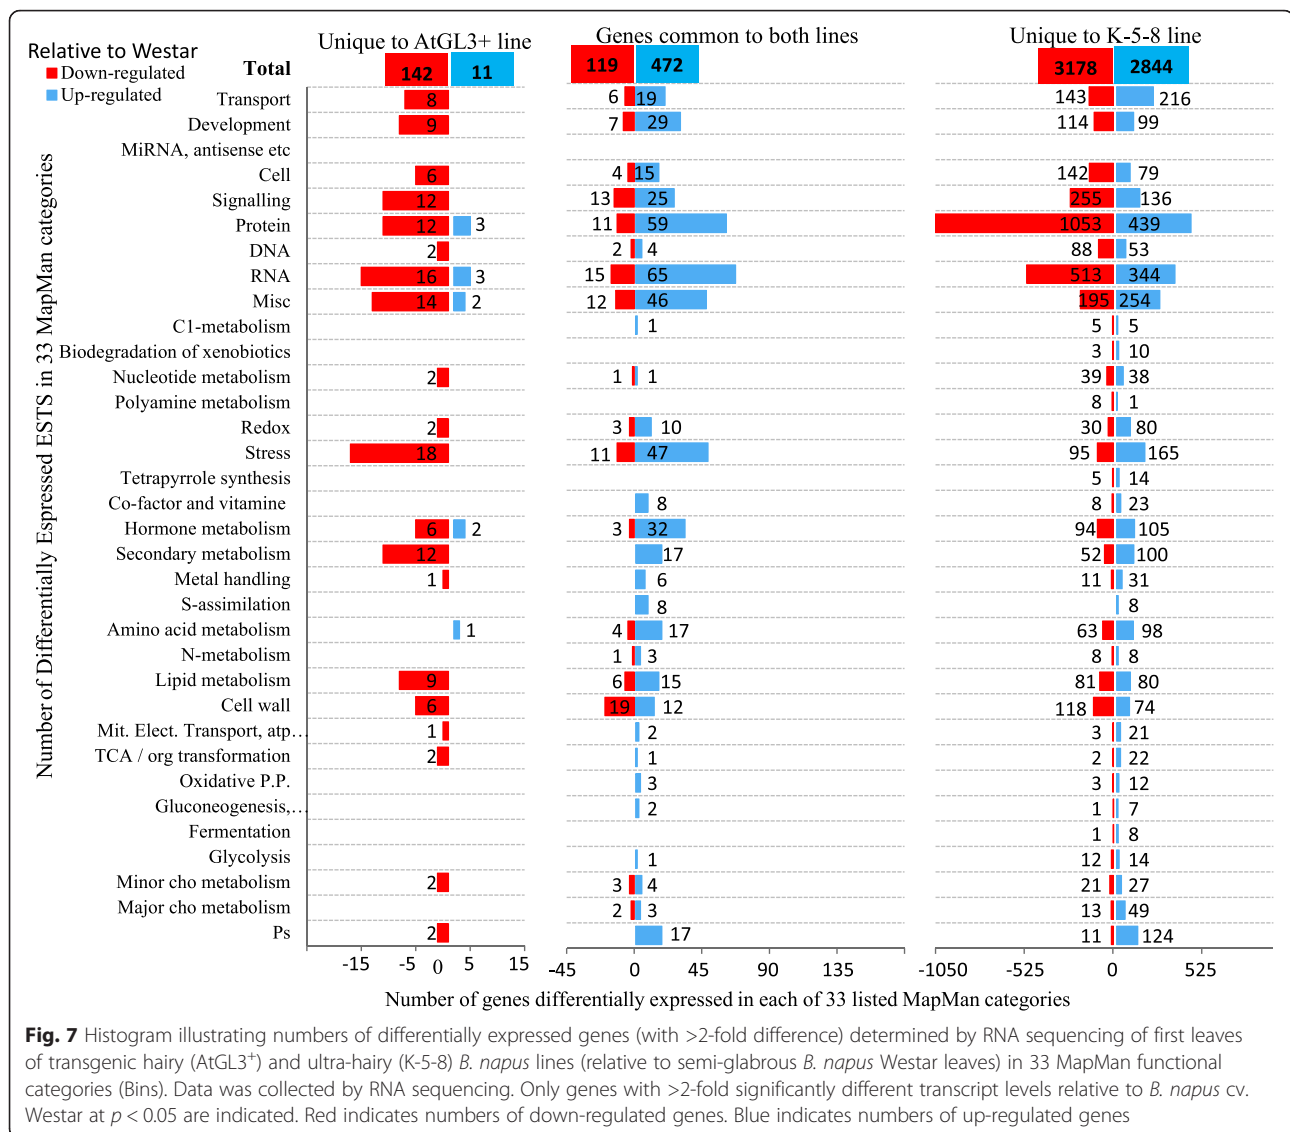 Relative to Westar
Down-regulated
Up-regulated
Unique to AtGL3+ line
Genes common to both lines
Unique to K-5-8 line
Total 142 11 119 472 3178 2844
Transport 8 6 19 143 216
Development 9 7 29 114 99
MiRNA, antisense etc
Cell 6 4 15 142 79
Signalling 12 13 25 255 136
Protein 12 3 11 59 1053 439
DNA 2 2 4 88 53
RNA 16 3 15 65 513 344
Misc 14 2 12 46 195 254
C1-metabolism 1 5 5
Biodegradation of xenobiotics 3 10
Nucleotide metabolism 2 1 1 39 38
Polyamine metabolism 8 1
Redox 2 3 10 30 80
Stress 18 11 47 95 165
Tetrapyrrole synthesis 5 14
Co-factor and vitamine 8 8 23
Hormone metabolism 6 2 3 32 94 105
Secondary metabolism 12 17 52 100
Metal handling 1 6 11 31
S-assimilation 8 8
Amino acid metabolism 1 4 17 63 98
N-metabolism 1 3 8 8
Lipid metabolism 9 6 15 81 80
Cell wall 6 19 12 118 74
Mit. Elect. Transport, atp… 1 2 3 21
TCA / org transformation 2 1 2 22
Oxidative P.P. 3 3 12
Gluconeogenesis,… 2 1 7
Fermentation 1 8
Glycolysis 1 12 14
Minor cho metabolism 2 3 4 21 27
Major cho metabolism 2 3 13 49
Ps 2 17 11 124
-15 -5 0 5 15 -45 0 45 90 135 -1050 -525 0 525
Number of Differentially Espressed ESTS in 33 MapMan categories
Number of genes differentially expressed in each of 33 listed MapMan categories
Fig. 7 Histogram illustrating numbers of differentially expressed genes (with >2-fold difference) determined by RNA sequencing of first leaves
of transgenic hairy (AtGL3⁺) and ultra-hairy (K-5-8) B. napus lines (relative to semi-glabrous B. napus Westar leaves) in 33 MapMan functional
categories (Bins). Data was collected by RNA sequencing. Only genes with >2-fold significantly different transcript levels relative to B. napus cv.
Westar at p < 0.05 are indicated. Red indicates numbers of down-regulated genes. Blue indicates numbers of up-regulated genes